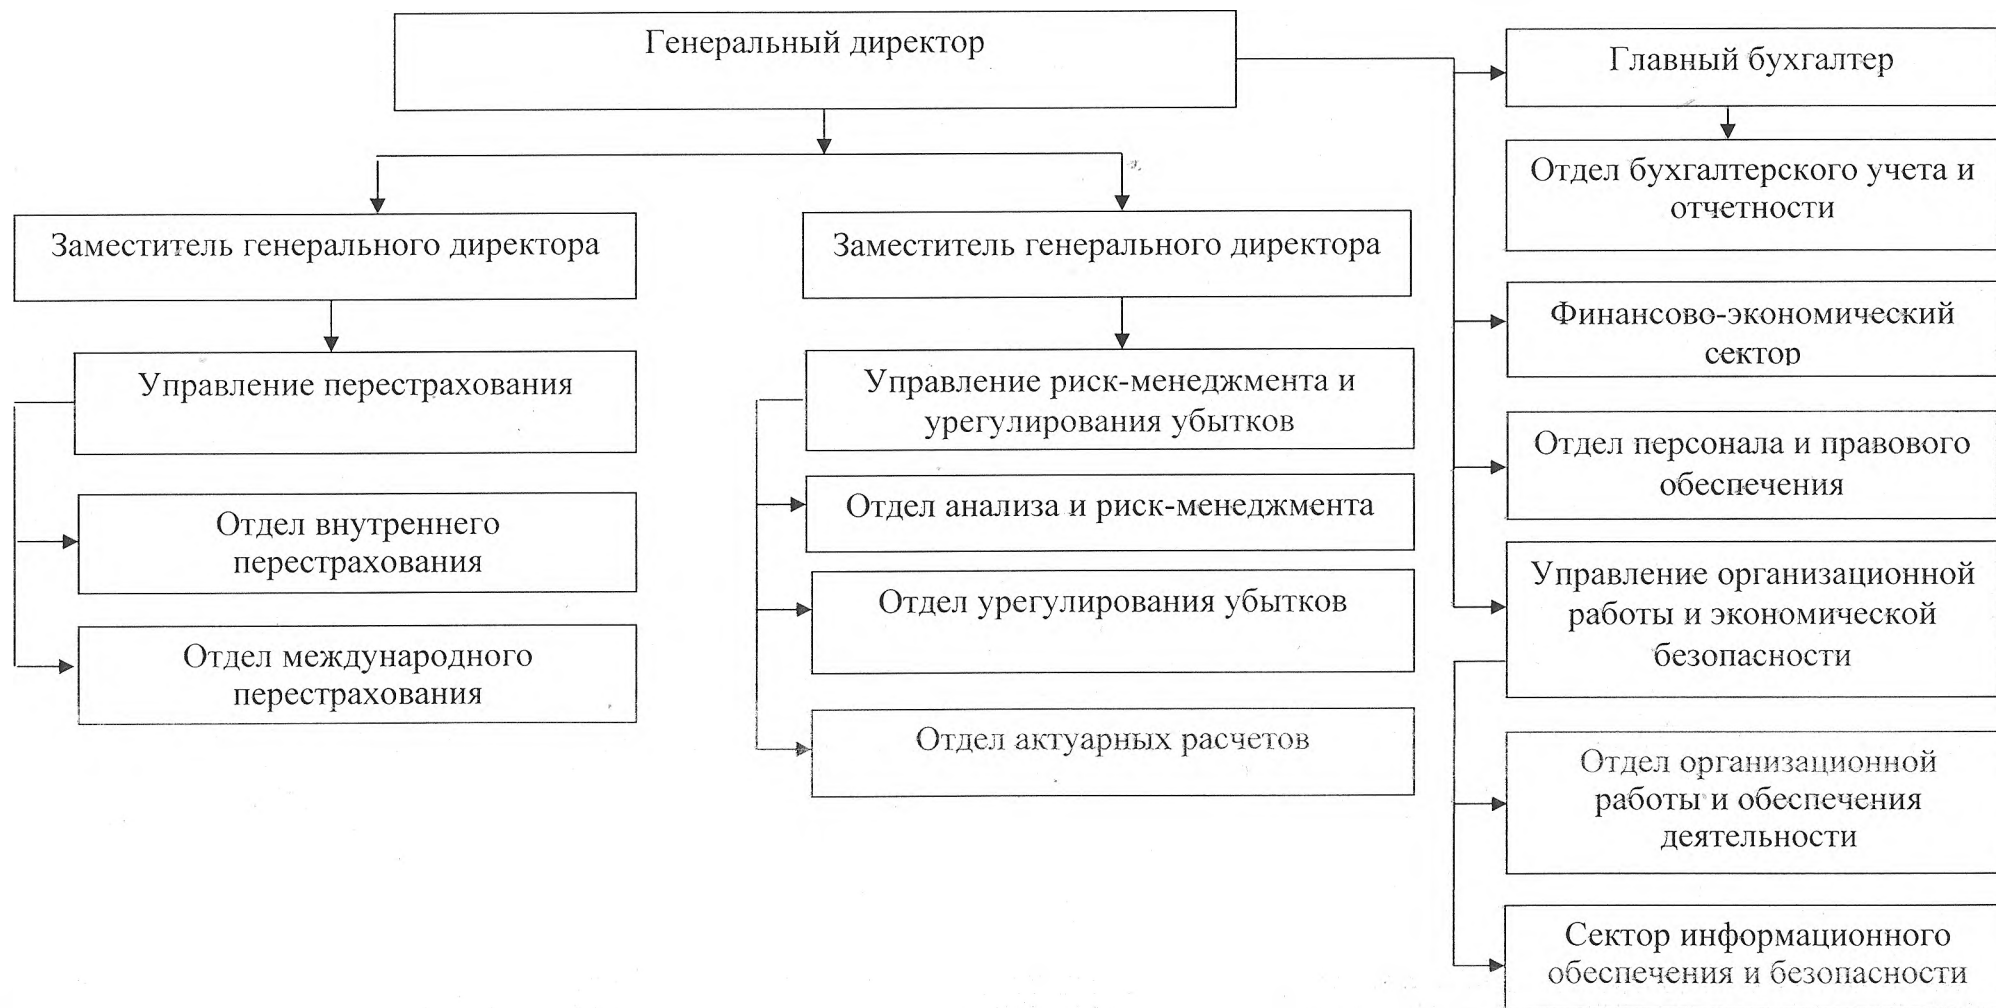 Генеральный директор
Главный бухгалтер
Отдел бухгалтерского учета и
отчетности
Заместитель генерального директора
Заместитель генерального директора
Финансово-экономический
сектор
Управление перестрахования
Управление риск-менеджмента и
урегулирования убытков
Отдел персонала и правового
обеспечения
Отдел внутреннего
перестрахования
Отдел анализа и риск-менеджмента
Управление организационной
работы и экономической
безопасности
Отдел урегулирования убытков
Отдел международного
перестрахования
Отдел актуарных расчетов
Отдел организационной
работы и обеспечения
деятельности
Сектор информационного
обеспечения и безопасности